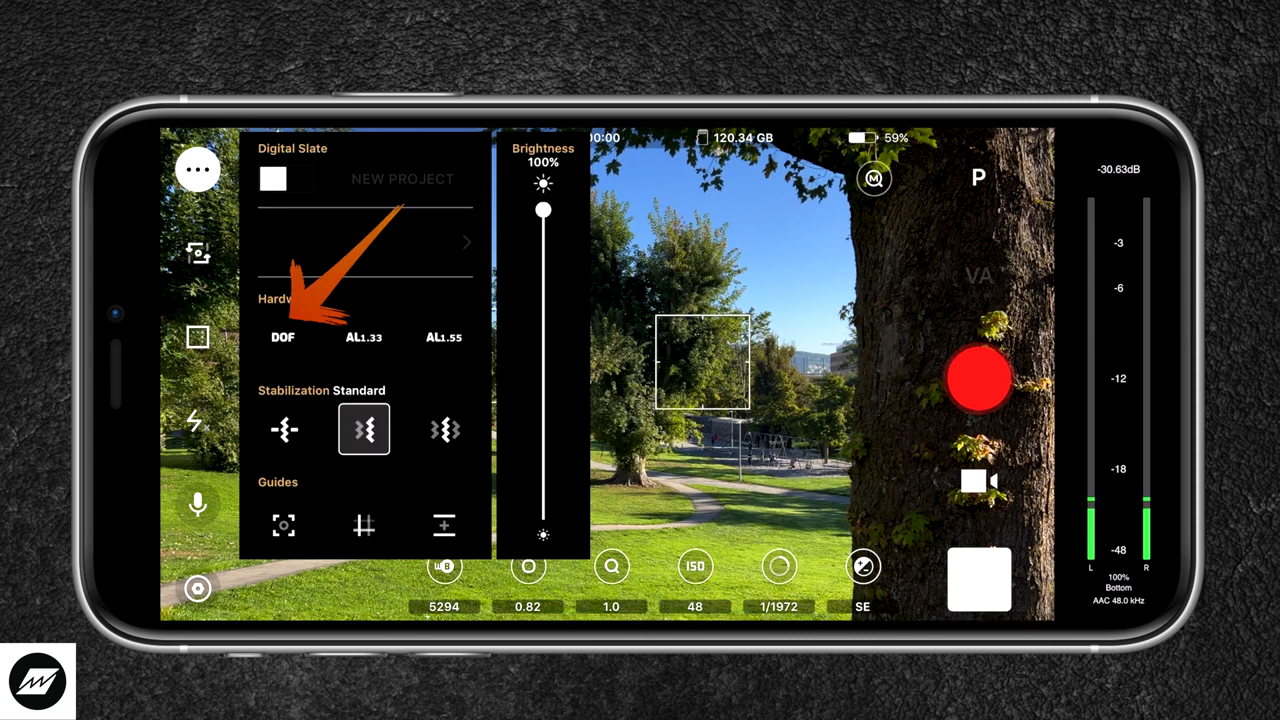 Digital Slate
NEW PROJECT
Hardw
DOF
AL1.33
AL1.55
Stabilization Standard
Guides
Brightness
100%
00:00
120.34 GB
59%
M
P
VA
WB
ISO
5294
0.82
1.0
48
1/1972
SE
-30.63dB
-3
-6
-12
-18
-48
L
R
100%
Bottom
AAC 48.0 kHz